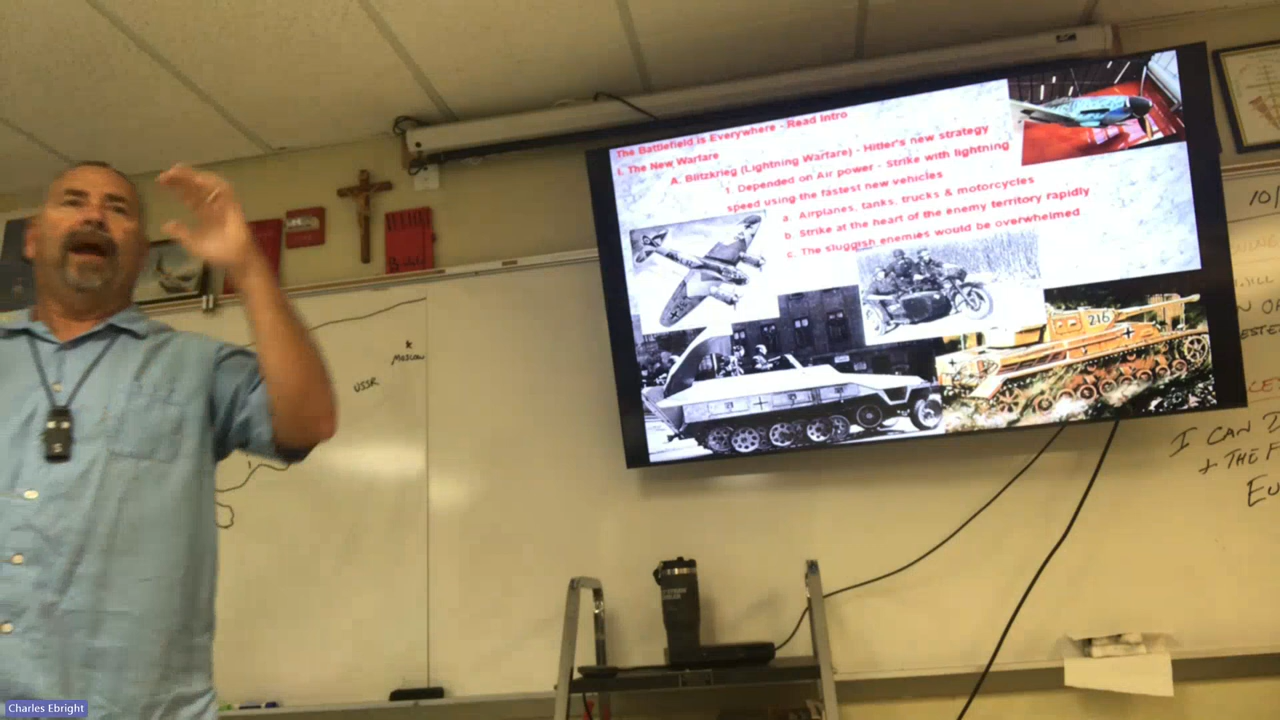 The Battlefield is Everywhere - Read Intro
I. The New Warfare
A. Blitzkrieg (Lightning Warfare) - Hitler's new strategy
1. Depended on Air power - Strike with lightning
speed using the fastest new vehicles
a. Airplanes, tanks, trucks & motorcycles
b. Strike at the heart of the enemy territory rapidly
c. The sluggish enemies would be overwhelmed
216
MOSCOW
USSR
10/
I CAN
+ THE F
EU
Charles Ebright